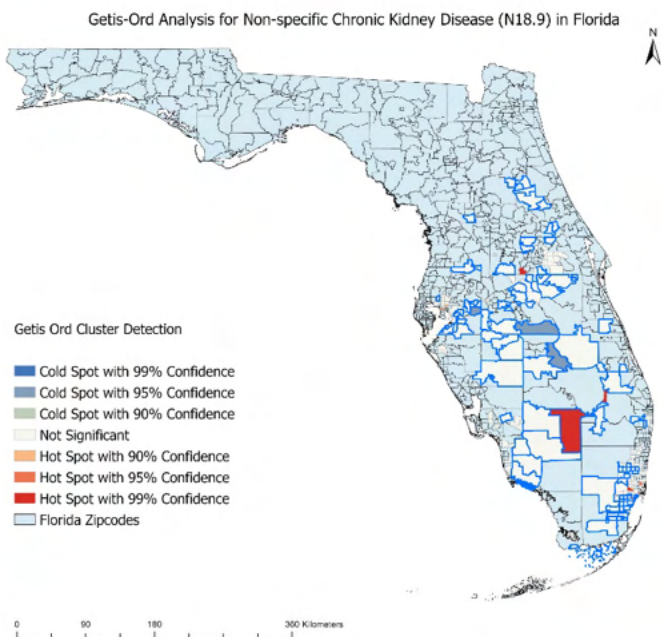 Getis-Ord Analysis for Non-specific Chronic Kidney Disease (N18.9) in Florida
N
Getis Ord Cluster Detection
Cold Spot with 99% Confidence
Cold Spot with 95% Confidence
Cold Spot with 90% Confidence
Not Significant
Hot Spot with 90% Confidence
Hot Spot with 95% Confidence
Hot Spot with 99% Confidence
Florida Zipcodes
0 90 180 360 Kilometers